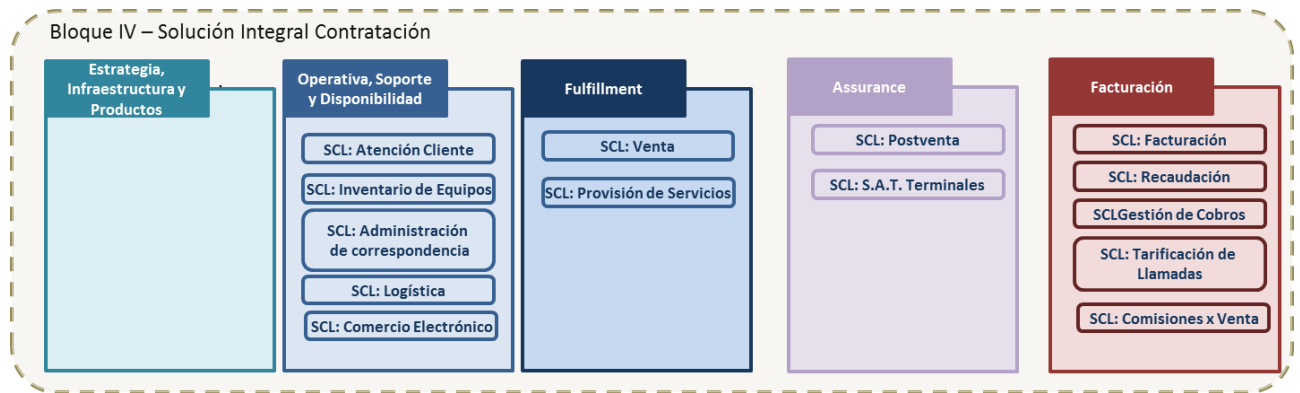 Bloque IV – Solución Integral Contratación
Estrategia,
Infraestructura y
Productos
Operativa, Soporte
y Disponibilidad
SCL: Atención Cliente
SCL: Inventario de Equipos
SCL: Administración
de correspondencia
SCL: Logística
SCL: Comercio Electrónico
Fulfillment
SCL: Venta
SCL: Provisión de Servicios
Assurance
SCL: Postventa
SCL: S.A.T. Terminales
Facturación
SCL: Facturación
SCL: Recaudación
SCLGestión de Cobros
SCL: Tarificación de
Llamadas
SCL: Comisiones x Venta